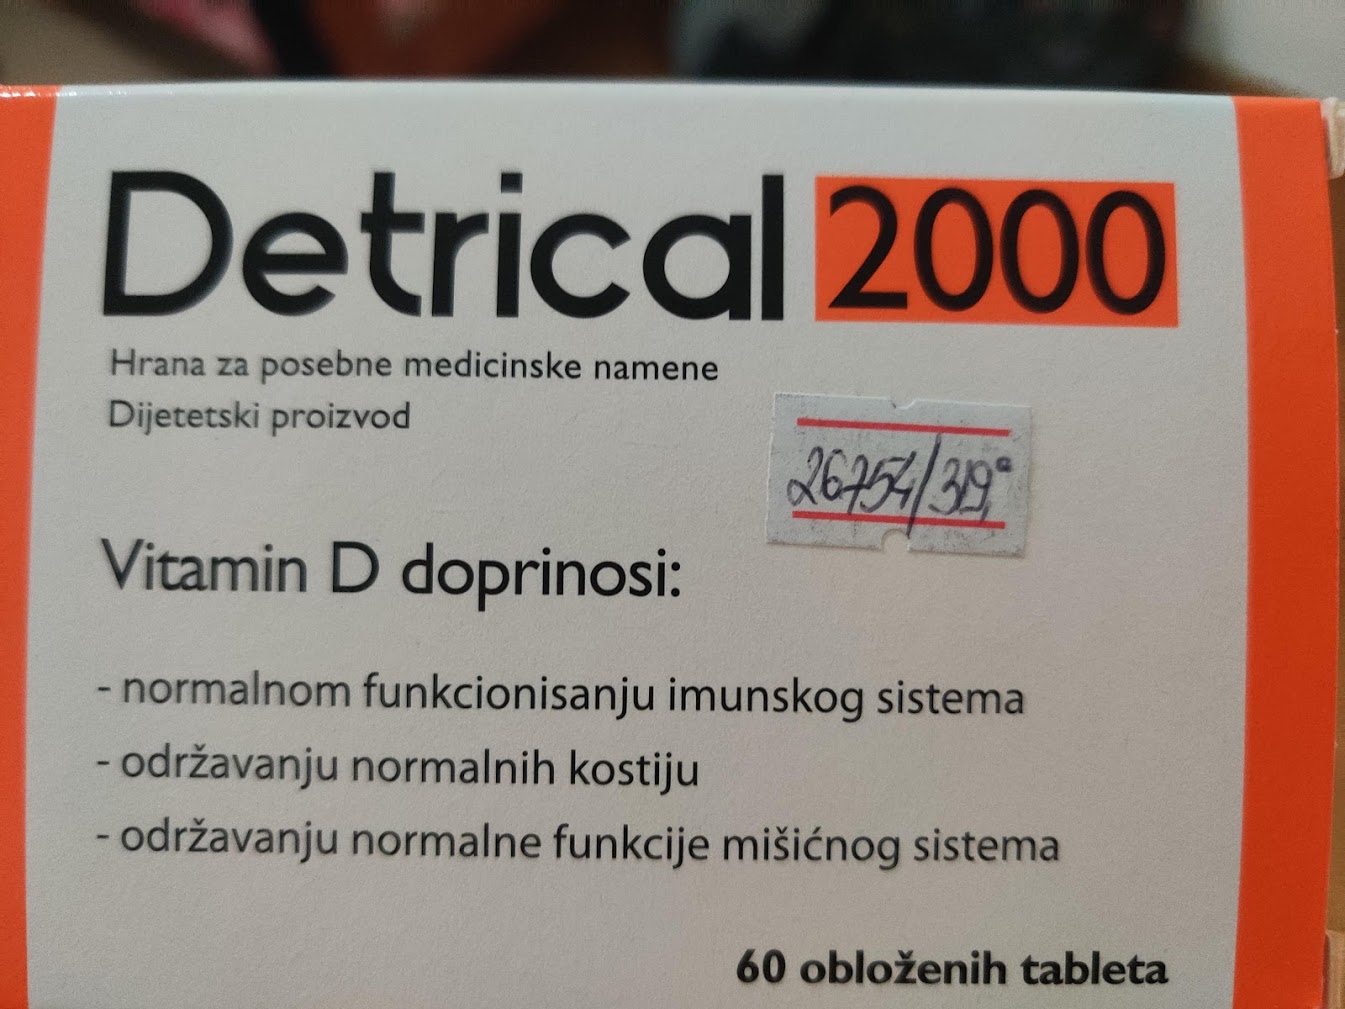 Detrical 2000
Hrana za posebne medicinske namene
Dijetetski proizvod
26754/319,°
Vitamin D doprinosi:
- normalnom funkcionisanju imunskog sistema
- održavanju normalnih kostiju
- održavanju normalne funkcije mišićnog sistema
60 obloženih tableta